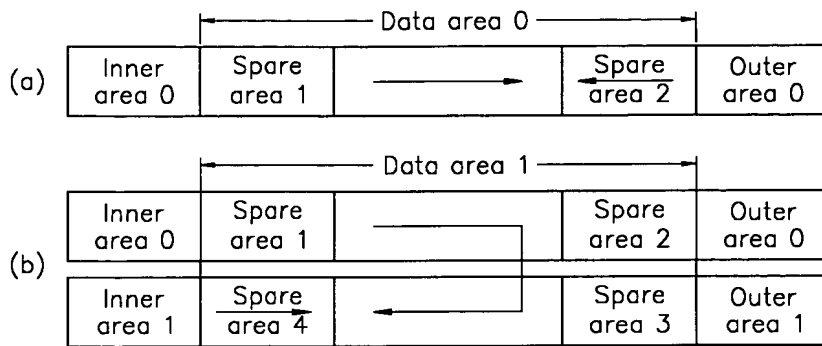 Data area 0
(a)
Inner
area 0
Spare
area 1
Spare
area 2
Outer
area 0
Data area 1
(b)
Inner
area 0
Spare
area 1
Spare
area 2
Outer
area 0
Inner
area 1
Spare
area 4
Spare
area 3
Outer
area 1